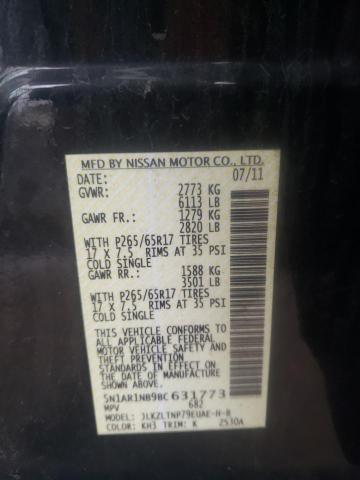 MFD BY NISSAN MOTOR CO., LTD.
DATE: 07/11
GVWR: 2773 KG
6113 LB
GAWR FR.: 1279 KG
2820 LB
WITH P265/65R17 TIRES
17 X 7.5 RIMS AT 35 PSI
COLD SINGLE
GAWR RR.: 1588 KG
3501 LB
WITH P265/65R17 TIRES
17 X 7.5 RIMS AT 35 PSI
COLD SINGLE
THIS VEHICLE CONFORMS TO
ALL APPLICABLE FEDERAL
MOTOR VEHICLE SAFETY
STANDARDS IN EFFECT ON
THE DATE OF MANUFACTURE
SHOWN ABOVE.
5N1AR1NB9BC631773
MPV 682
MODEL: JLKZLTNP79EUAE-H-B
COLOR: KH3 TRIM: K 2530A